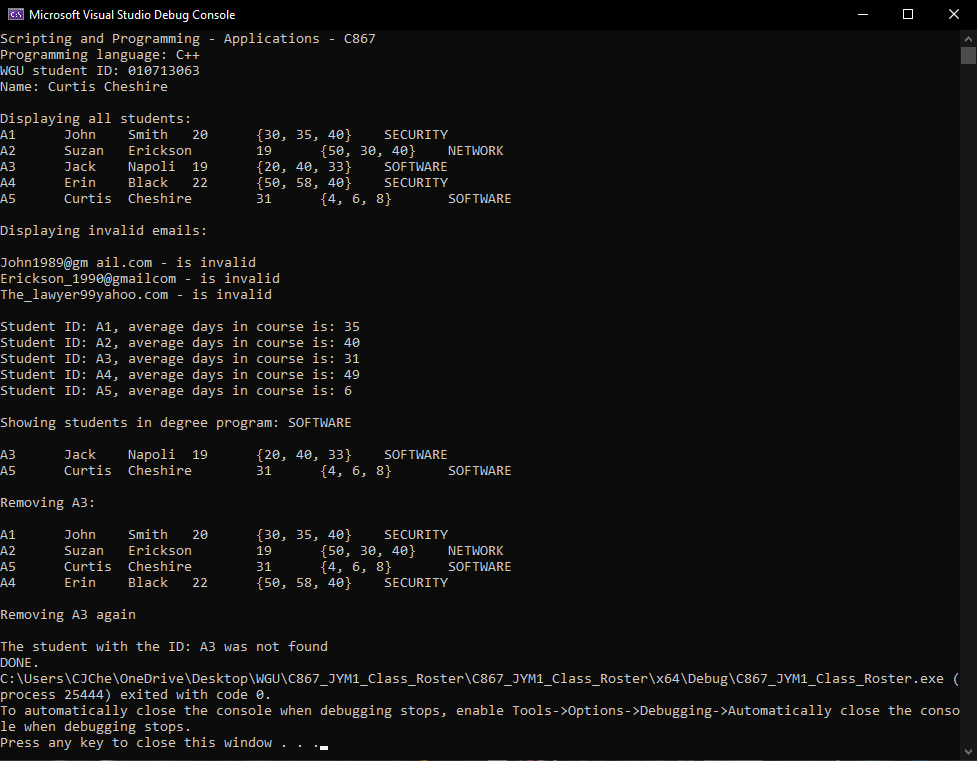 Microsoft Visual Studio Debug Console
Scripting and Programming - Applications - C867
Programming language: C++
WGU student ID: 010713063
Name: Curtis Cheshire
Displaying all students:
A1 John Smith 20 {30, 35, 40} SECURITY
A2 Suzan Erickson 19 {50, 30, 40} NETWORK
A3 Jack Napoli 19 {20, 40, 33} SOFTWARE
A4 Erin Black 22 {50, 58, 40} SECURITY
A5 Curtis Cheshire 31 {4, 6, 8} SOFTWARE
Displaying invalid emails:
John1989@gm ail.com - is invalid
Erickson_1990@gmailcom - is invalid
The_lawyer99yahoo.com - is invalid
Student ID: A1, average days in course is: 35
Student ID: A2, average days in course is: 40
Student ID: A3, average days in course is: 31
Student ID: A4, average days in course is: 49
Student ID: A5, average days in course is: 6
Showing students in degree program: SOFTWARE
A3 Jack Napoli 19 {20, 40, 33} SOFTWARE
A5 Curtis Cheshire 31 {4, 6, 8} SOFTWARE
Removing A3:
A1 John Smith 20 {30, 35, 40} SECURITY
A2 Suzan Erickson 19 {50, 30, 40} NETWORK
A5 Curtis Cheshire 31 {4, 6, 8} SOFTWARE
A4 Erin Black 22 {50, 58, 40} SECURITY
Removing A3 again
The student with the ID: A3 was not found
DONE.
C:\Users\CJChe\OneDrive\Desktop\WGU\C867_JYM1_Class_Roster\C867_JYM1_Class_Roster\x64\Debug\C867_JYM1_Class_Roster.exe (
process 25444) exited with code 0.
To automatically close the console when debugging stops, enable Tools->Options->Debugging->Automatically close the conso
le when debugging stops.
Press any key to close this window . . .